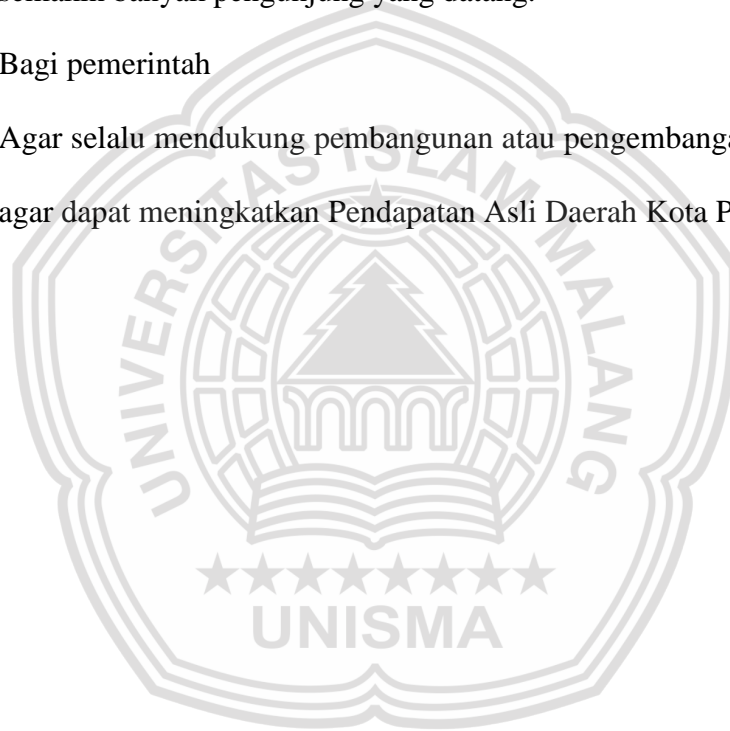 semakin banyak pengunjung yang datang.
Bagi pemerintah
Agar selalu mendukung pembangunan atau
agar dapat meningkatkan Pendapatan Asli Daerah Kota
UNIVERSITAS ISLAM MALANG
UNISMA